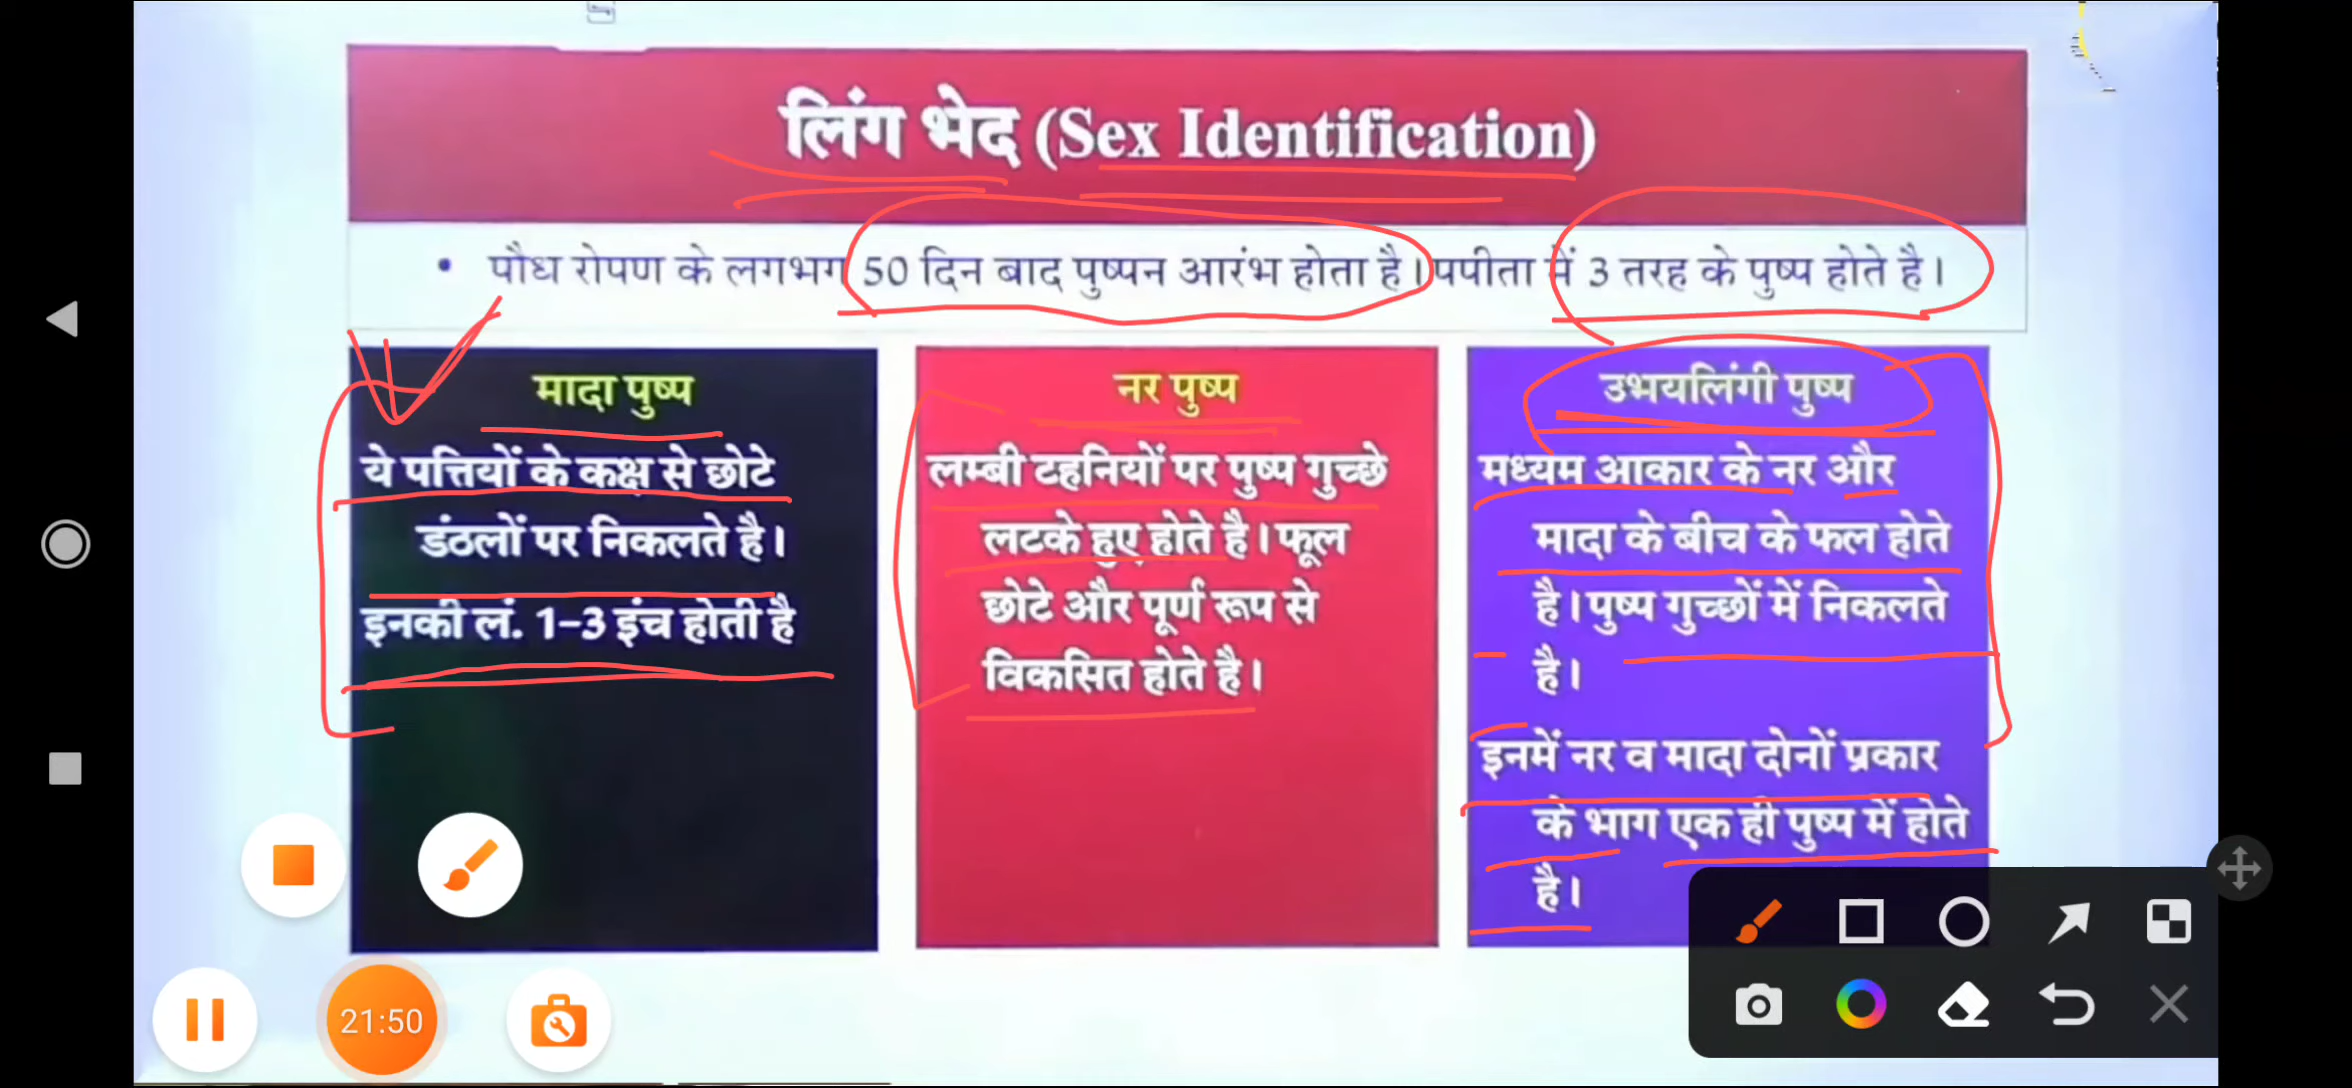 लिंग भेद (Sex Identification)
• पौध रोपण के लगभग 50 दिन बाद पुष्पन आरंभ होता है। पपीता में 3 तरह के पुष्प होते है।
मादा पुष्प
ये पत्तियों के कक्ष से छोटे
डंठलों पर निकलते है।
इनकी लं. 1-3 इंच होती है
नर पुष्प
लम्बी टहनियों पर पुष्प गुच्छे
लटके हुए होते है। फूल
छोटे और पूर्ण रूप से
विकसित होते है।
उभयलिंगी पुष्प
मध्यम आकार के नर और
मादा के बीच के फल होते
है। पुष्प गुच्छों में निकलते
है।
इनमें नर व मादा दोनों प्रकार
के भाग एक ही पुष्प में होते
है।
21:50